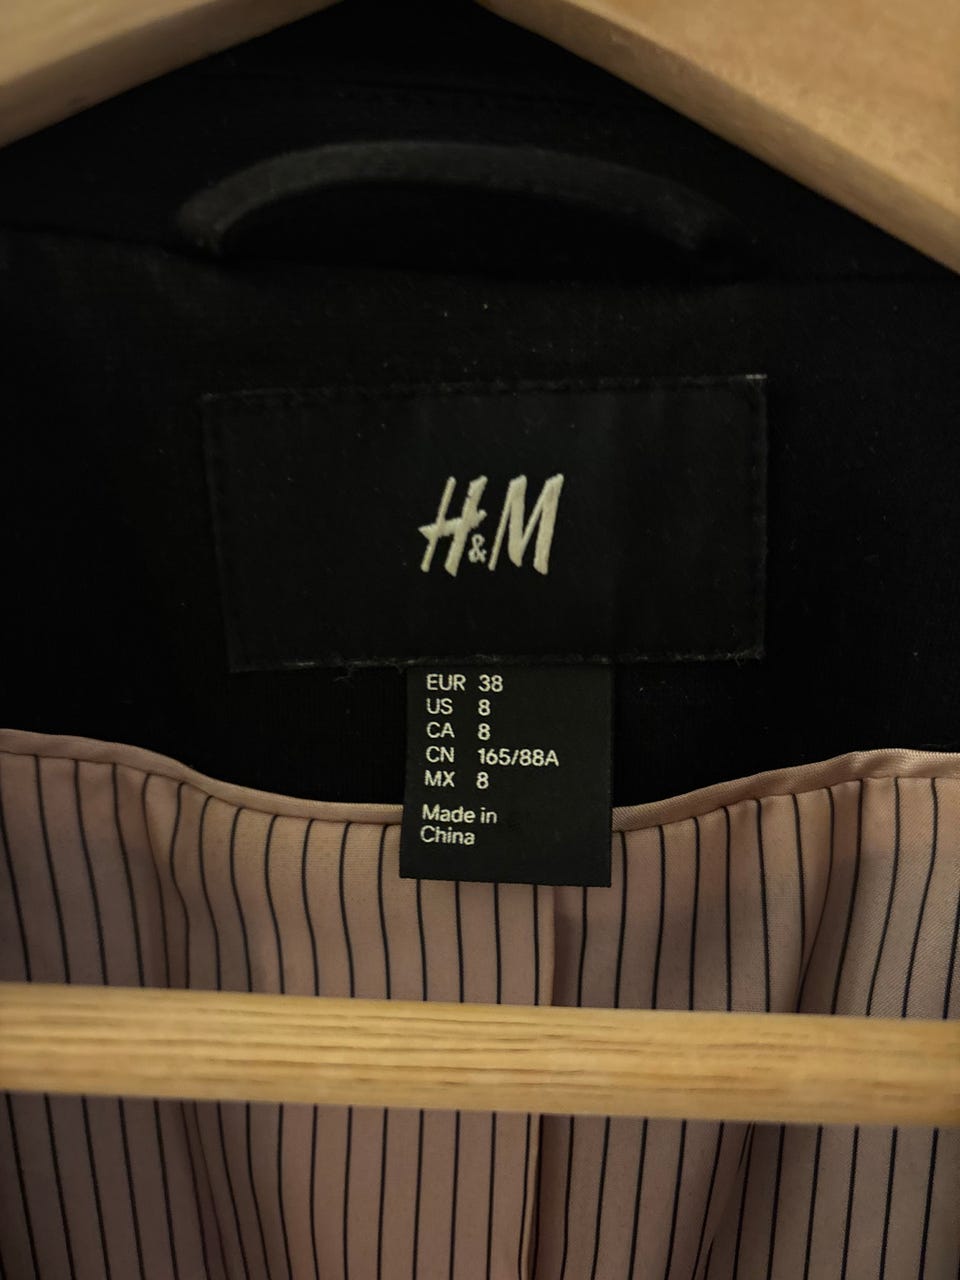 H&M
EUR 38
US 8
CA 8
CN 165/88A
MX 8
Made in
China